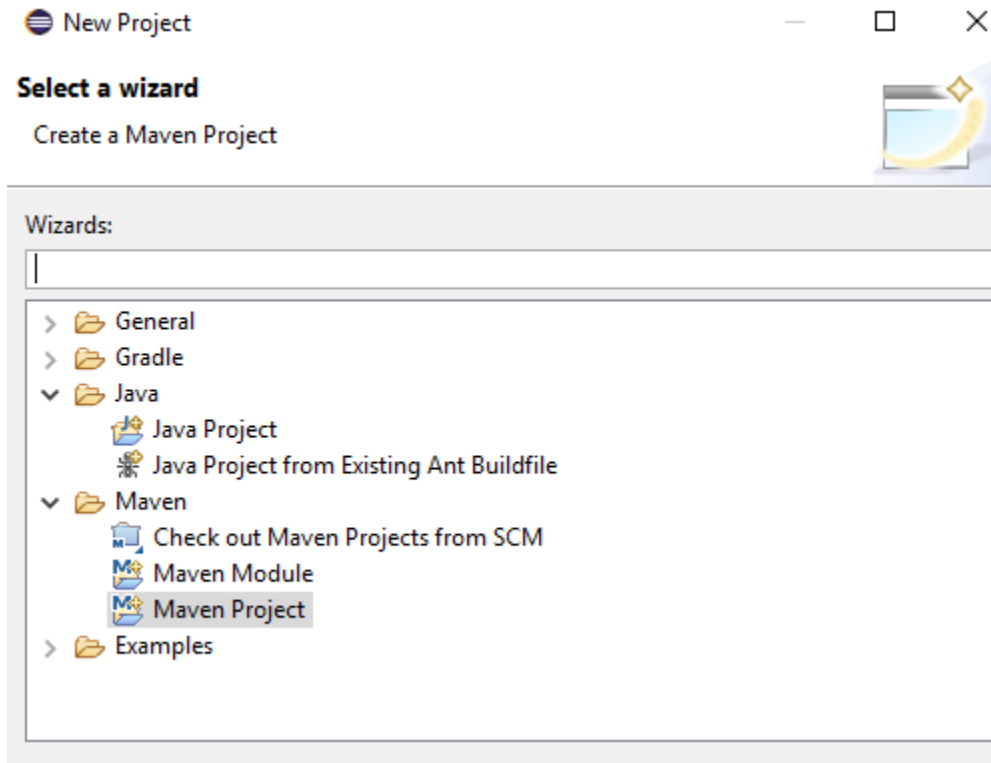 New Project
Select a wizard
Create a Maven Project
Wizards:
General
Gradle
Java
Java Project
Java Project from Existing Ant Buildfile
Maven
Check out Maven Projects from SCM
Maven Module
Maven Project
Examples